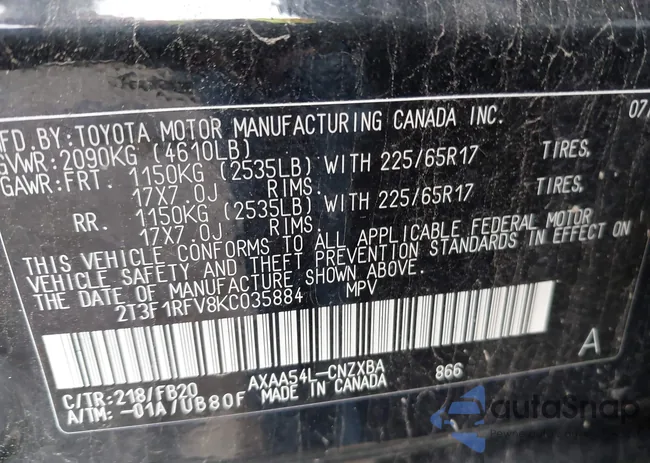 MFD. BY: TOYOTA MOTOR MANUFACTURING CANADA INC. 07/
GVWR: 2090KG (4610LB)
GAWR: FRT. 1150KG (2535LB) WITH 225/65R17 TIRES,
17X7.0J RIMS.
RR. 1150KG (2535LB) WITH 225/65R17 TIRES,
17X7.0J RIMS.
THIS VEHICLE CONFORMS TO ALL APPLICABLE FEDERAL MOTOR
VEHICLE SAFETY AND THEFT PREVENTION STANDARDS IN EFFECT ON
THE DATE OF MANUFACTURE SHOWN ABOVE.
2T3F1RFV8KC035884 MPV
A
C/TR: 218/FB20 AXAA54L-CNZXBA 866
A/TM: -01A/UB80F MADE IN CANADA
autoSnap